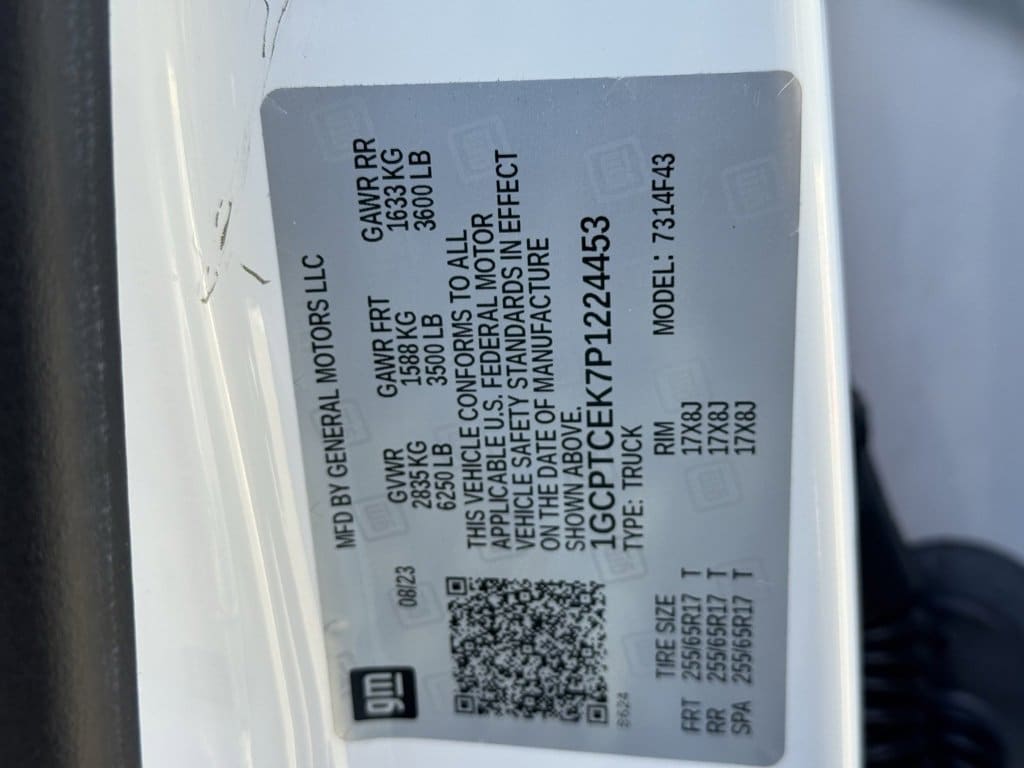 gm
08/23
MFD BY GENERAL MOTORS LLC
GVWR GAWR FRT GAWR RR
2835 KG 1588 KG 1633 KG
6250 LB 3500 LB 3600 LB
THIS VEHICLE CONFORMS TO ALL
APPLICABLE U.S. FEDERAL MOTOR
VEHICLE SAFETY STANDARDS IN EFFECT
ON THE DATE OF MANUFACTURE
SHOWN ABOVE.
1GCPTCEK7P1224453
TYPE: TRUCK MODEL: 7314F43
TIRE SIZE RIM
FRT 255/65R17 T 17X8J
RR 255/65R17 T 17X8J
SPA 255/65R17 T 17X8J